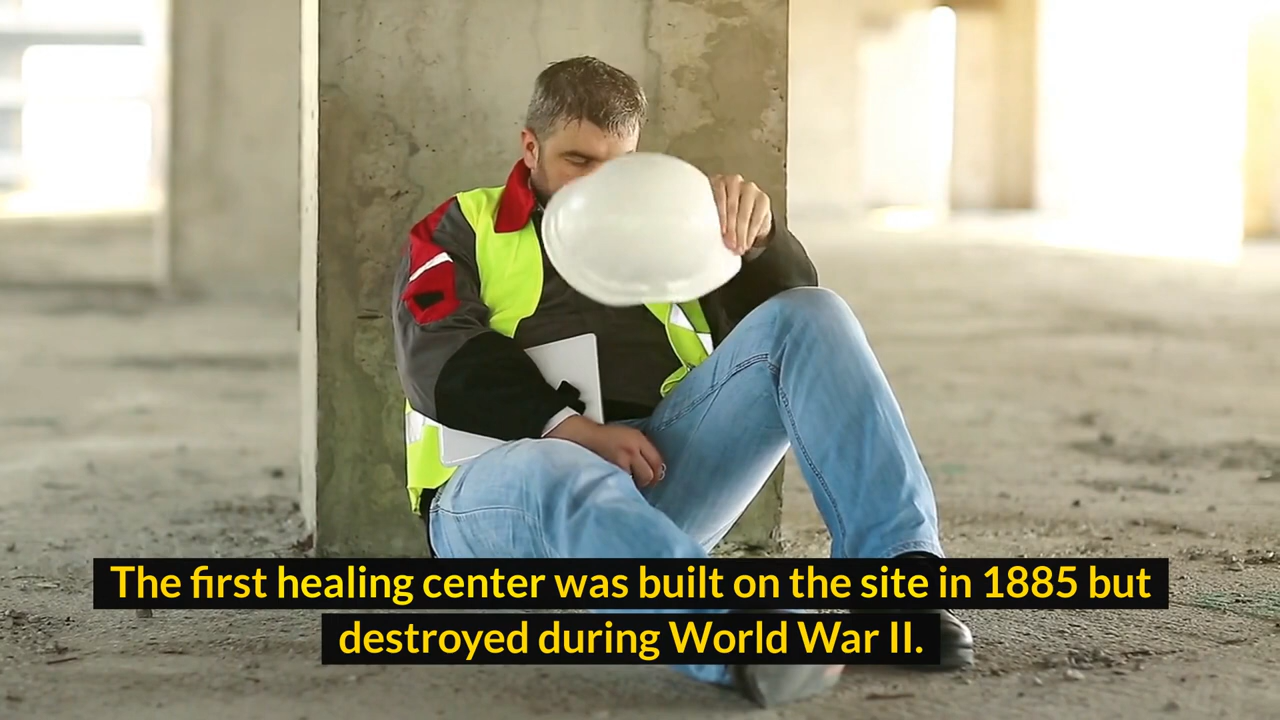 The first healing center was built on the site in 1885 but
destroyed during World War II.